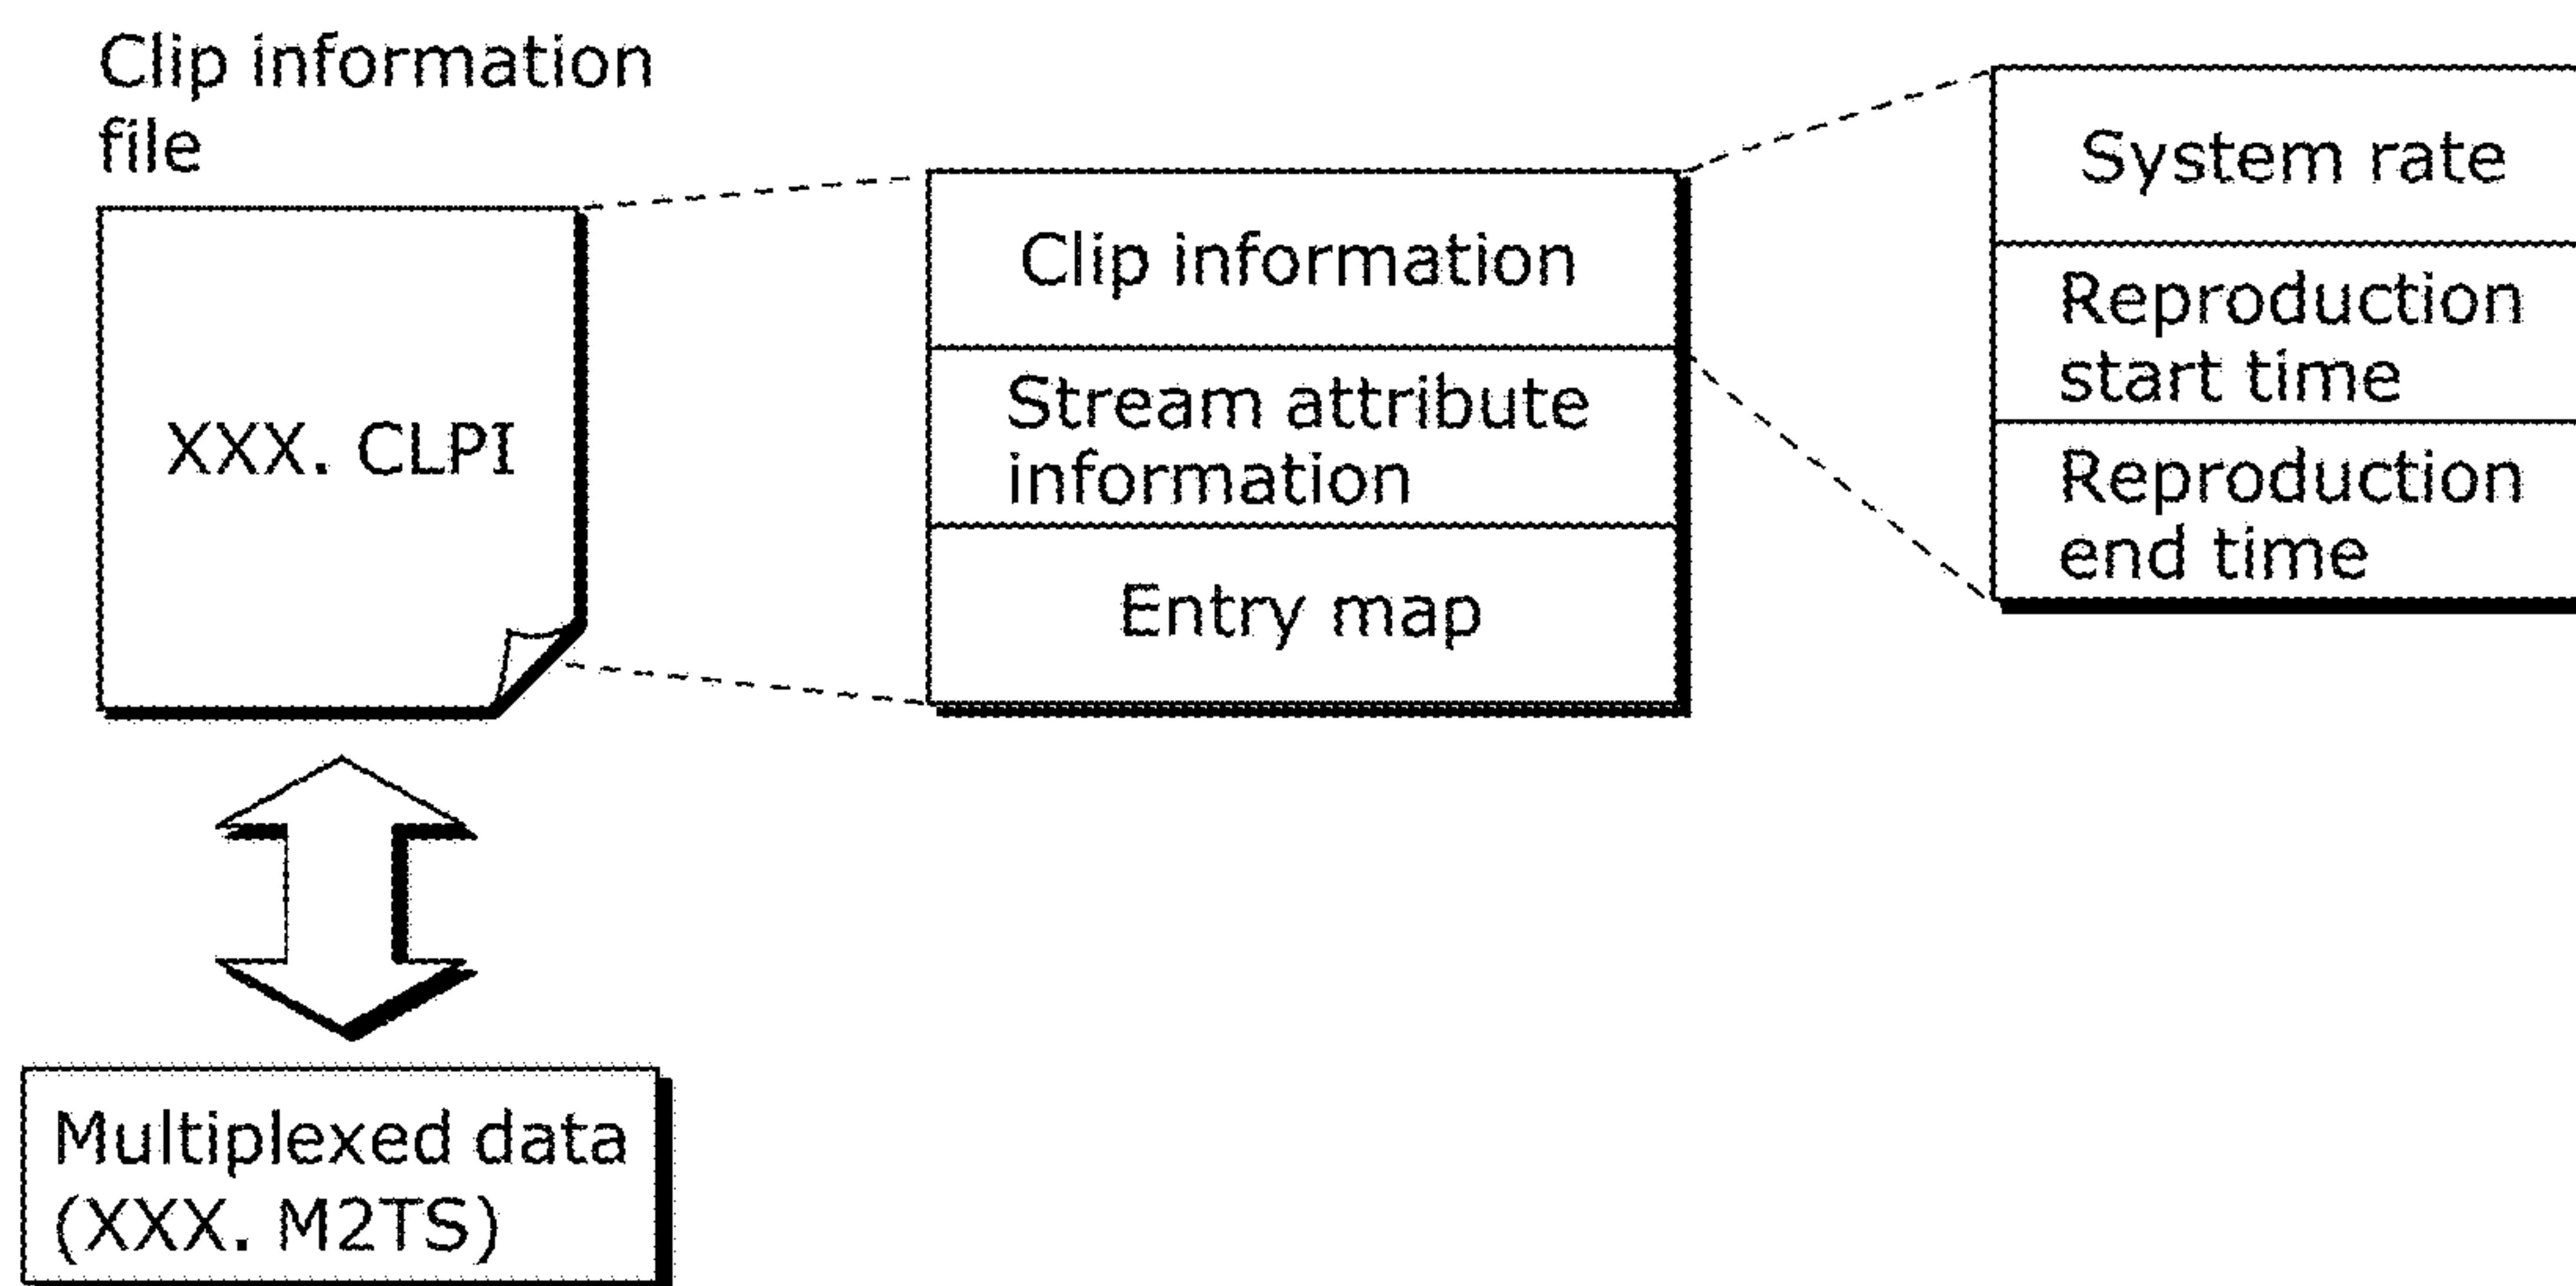 Clip information
file
XXX. CLPI
Clip information
Stream attribute
information
Entry map
System rate
Reproduction
start time
Reproduction
end time
Multiplexed data
(XXX. M2TS)